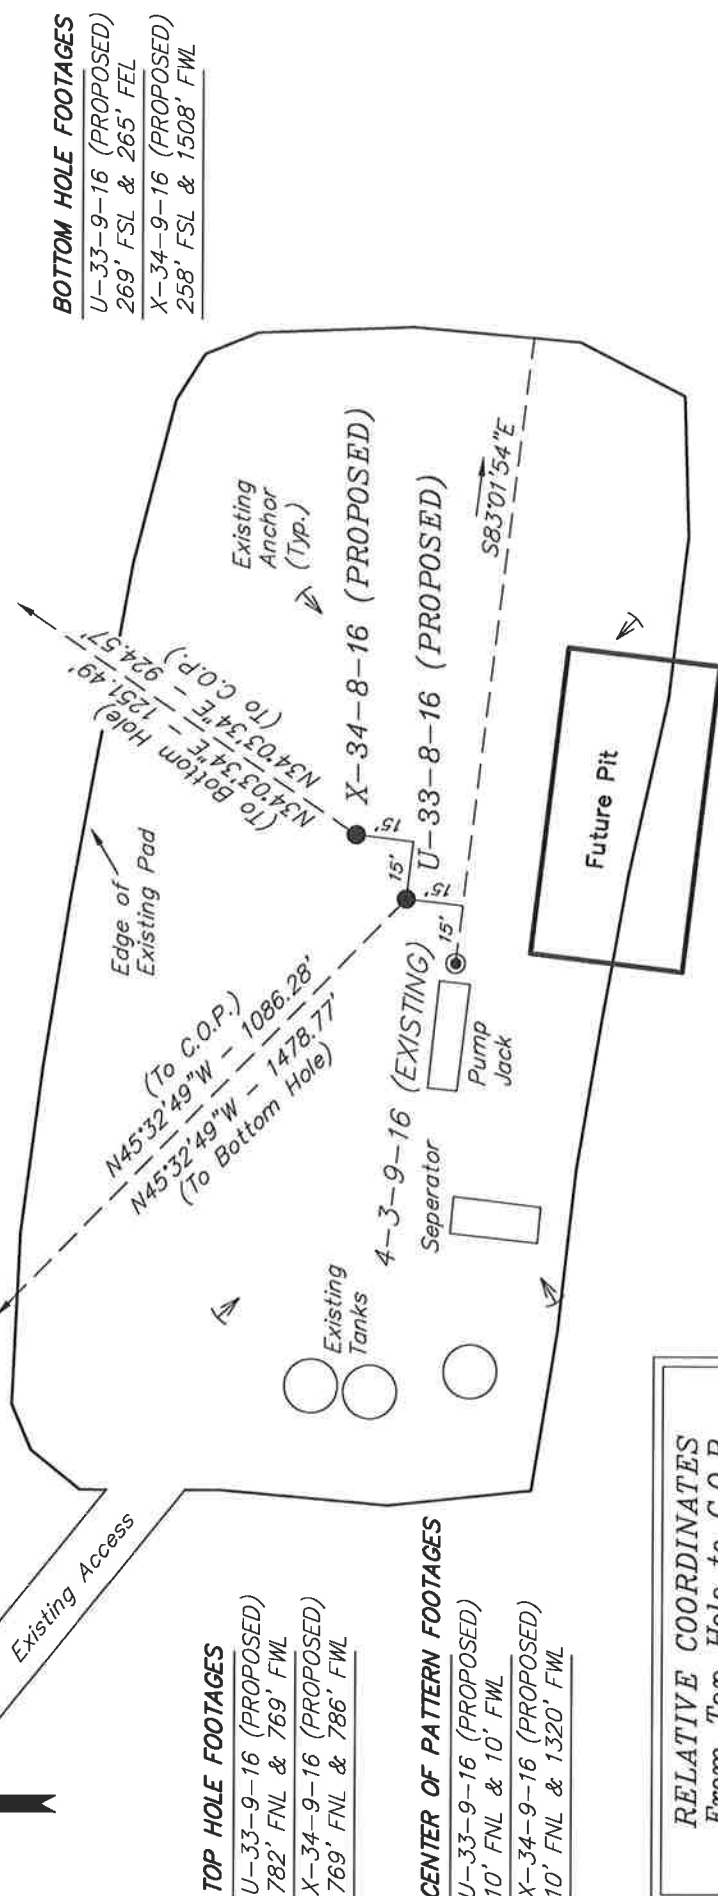 BOTTOM HOLE FOOTAGES
U-33-9-16 (PROPOSED)
269' FSL & 265' FEL
X-34-9-16 (PROPOSED)
258' FSL & 1508' FWL
Existing
Anchor
(Typ.)
X-34-8-16 (PROPOSED)
U-33-8-16 (PROPOSED)
S83°01'54"E
(To C.O.P.)
N34°03'34"E - 924.57'
N34°03'34"E - 1251.49'
(To Bottom Hole)
15'
15'
15'
15'
Future Pit
Edge of
Existing Pad
(To C.O.P.)
N45°32'49"W - 1086.28'
N45°32'49"W - 1478.77'
(To Bottom Hole)
4-3-9-16 (EXISTING)
Pump
Jack
Seperator
Existing
Tanks
Existing Access
TOP HOLE FOOTAGES
U-33-9-16 (PROPOSED)
782' FNL & 769' FWL
X-34-9-16 (PROPOSED)
769' FNL & 786' FWL
CENTER OF PATTERN FOOTAGES
U-33-9-16 (PROPOSED)
10' FNL & 10' FWL
X-34-9-16 (PROPOSED)
10' FNL & 1320' FWL
RELATIVE COORDINATES
From Top Hole to C.O.P.